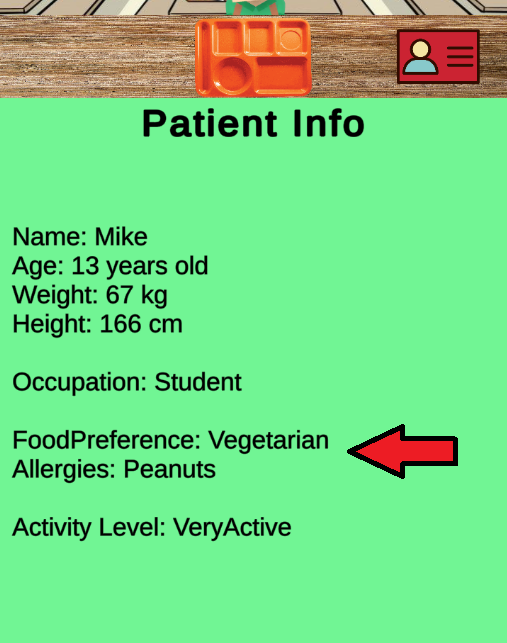 Patient Info
Name: Mike
Age: 13 years old
Weight: 67 kg
Height: 166 cm
Occupation: Student
FoodPreference: Vegetarian
Allergies: Peanuts
Activity Level: VeryActive